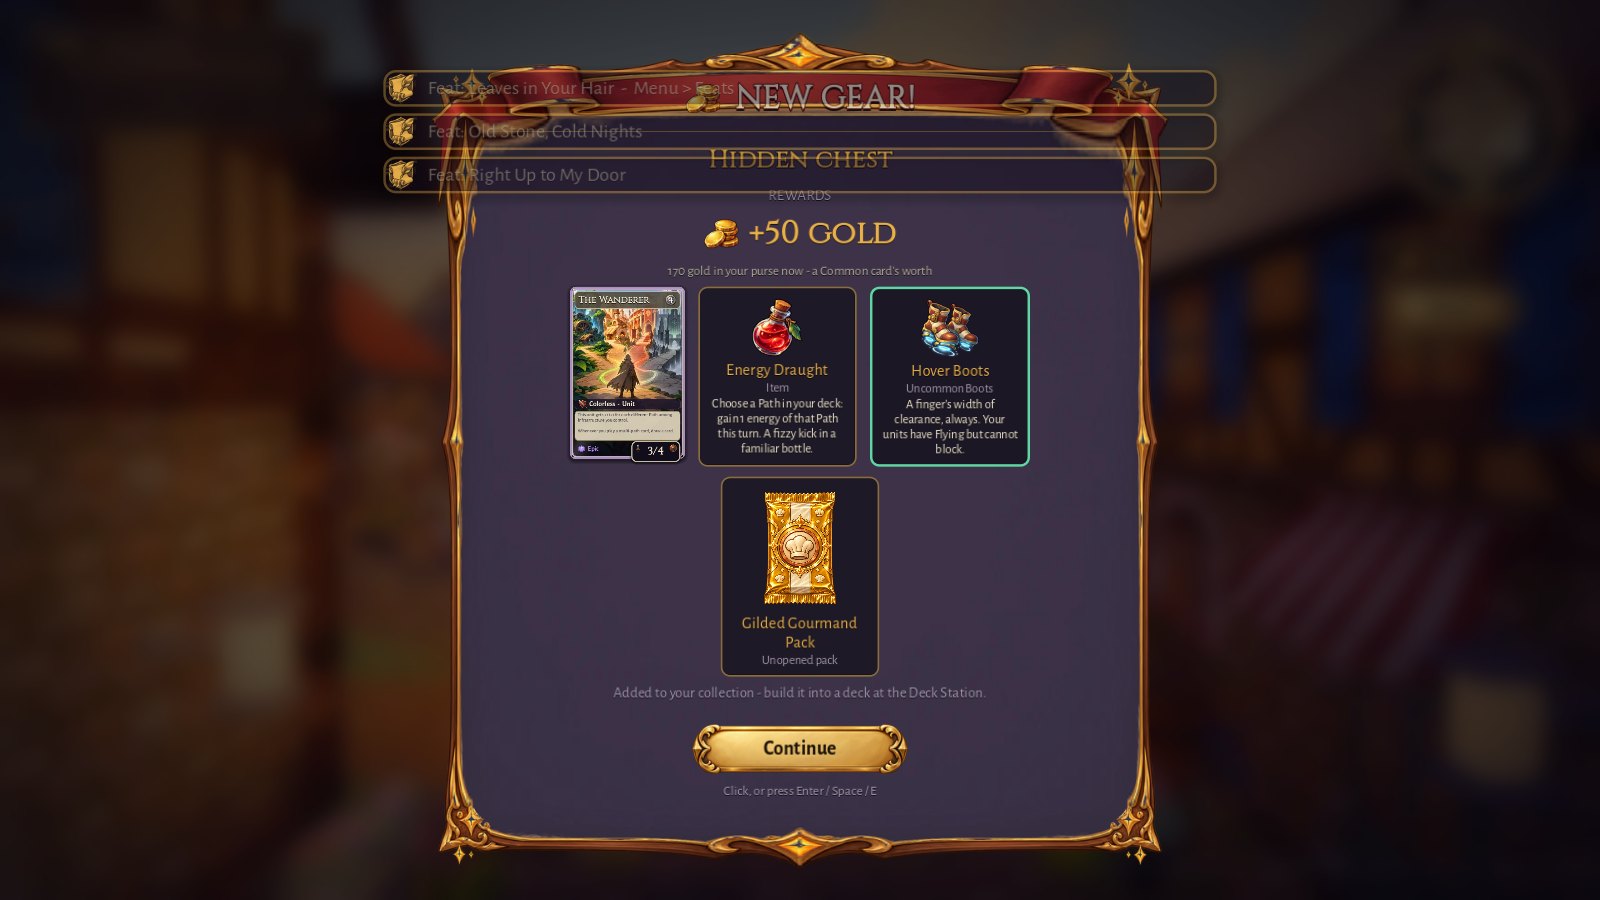 Feat: Leaves in Your Hair - Menu > Feats
NEW GEAR!
Feat: Old Stone, Cold Nights
HIDDEN CHEST
Feat: Right Up to My Door
REWARDS
+50 GOLD
170 gold in your purse now - a Common card's worth
THE WANDERER
4
Colorless - Unit
Epic
3/4
Energy Draught
Item
Choose a Path in your deck:
gain 1 energy of that Path
this turn. A fizzy kick in a
familiar bottle.
Hover Boots
Uncommon Boots
A finger's width of
clearance, always. Your
units have Flying but cannot
block.
Gilded Gourmand
Pack
Unopened pack
Added to your collection - build it into a deck at the Deck Station.
Continue
Click, or press Enter / Space / E